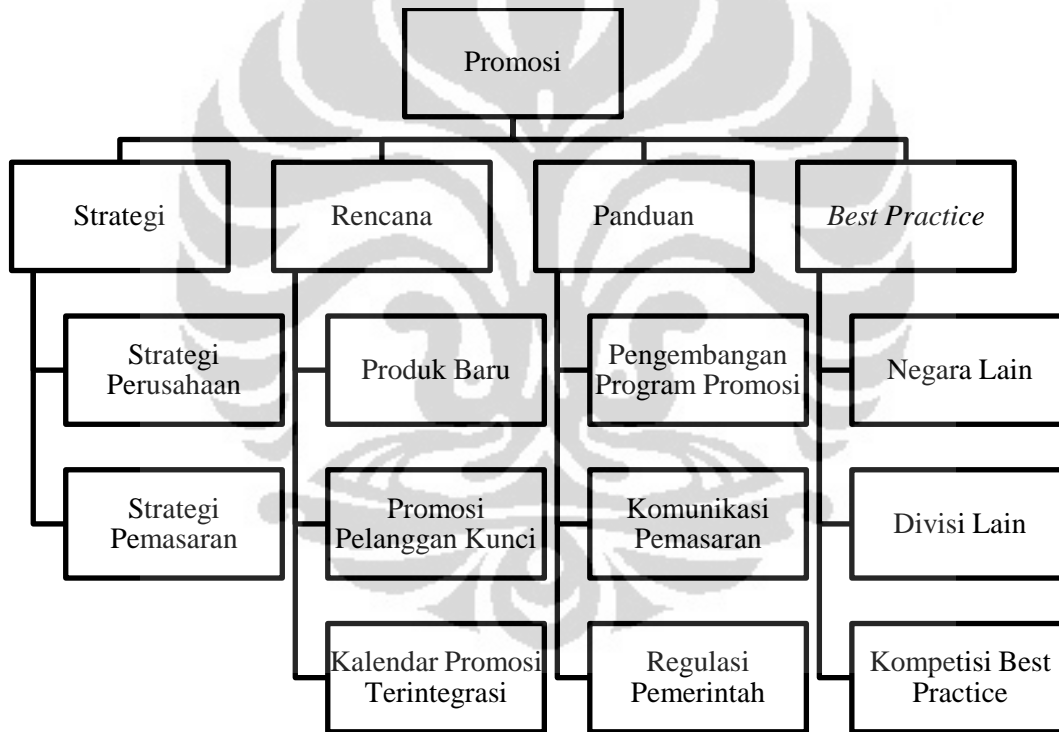 Promosi
Strategi
Rencana
Panduan
Best Practice
Strategi
Perusahaan
Produk Baru
Pengembangan
Program Promosi
Negara Lain
Strategi
Pemasaran
Promosi
Pelanggan Kunci
Komunikasi
Pemasaran
Divisi Lain
Kalendar Promosi
Terintegrasi
Regulasi
Pemerintah
Kompetisi Best
Practice